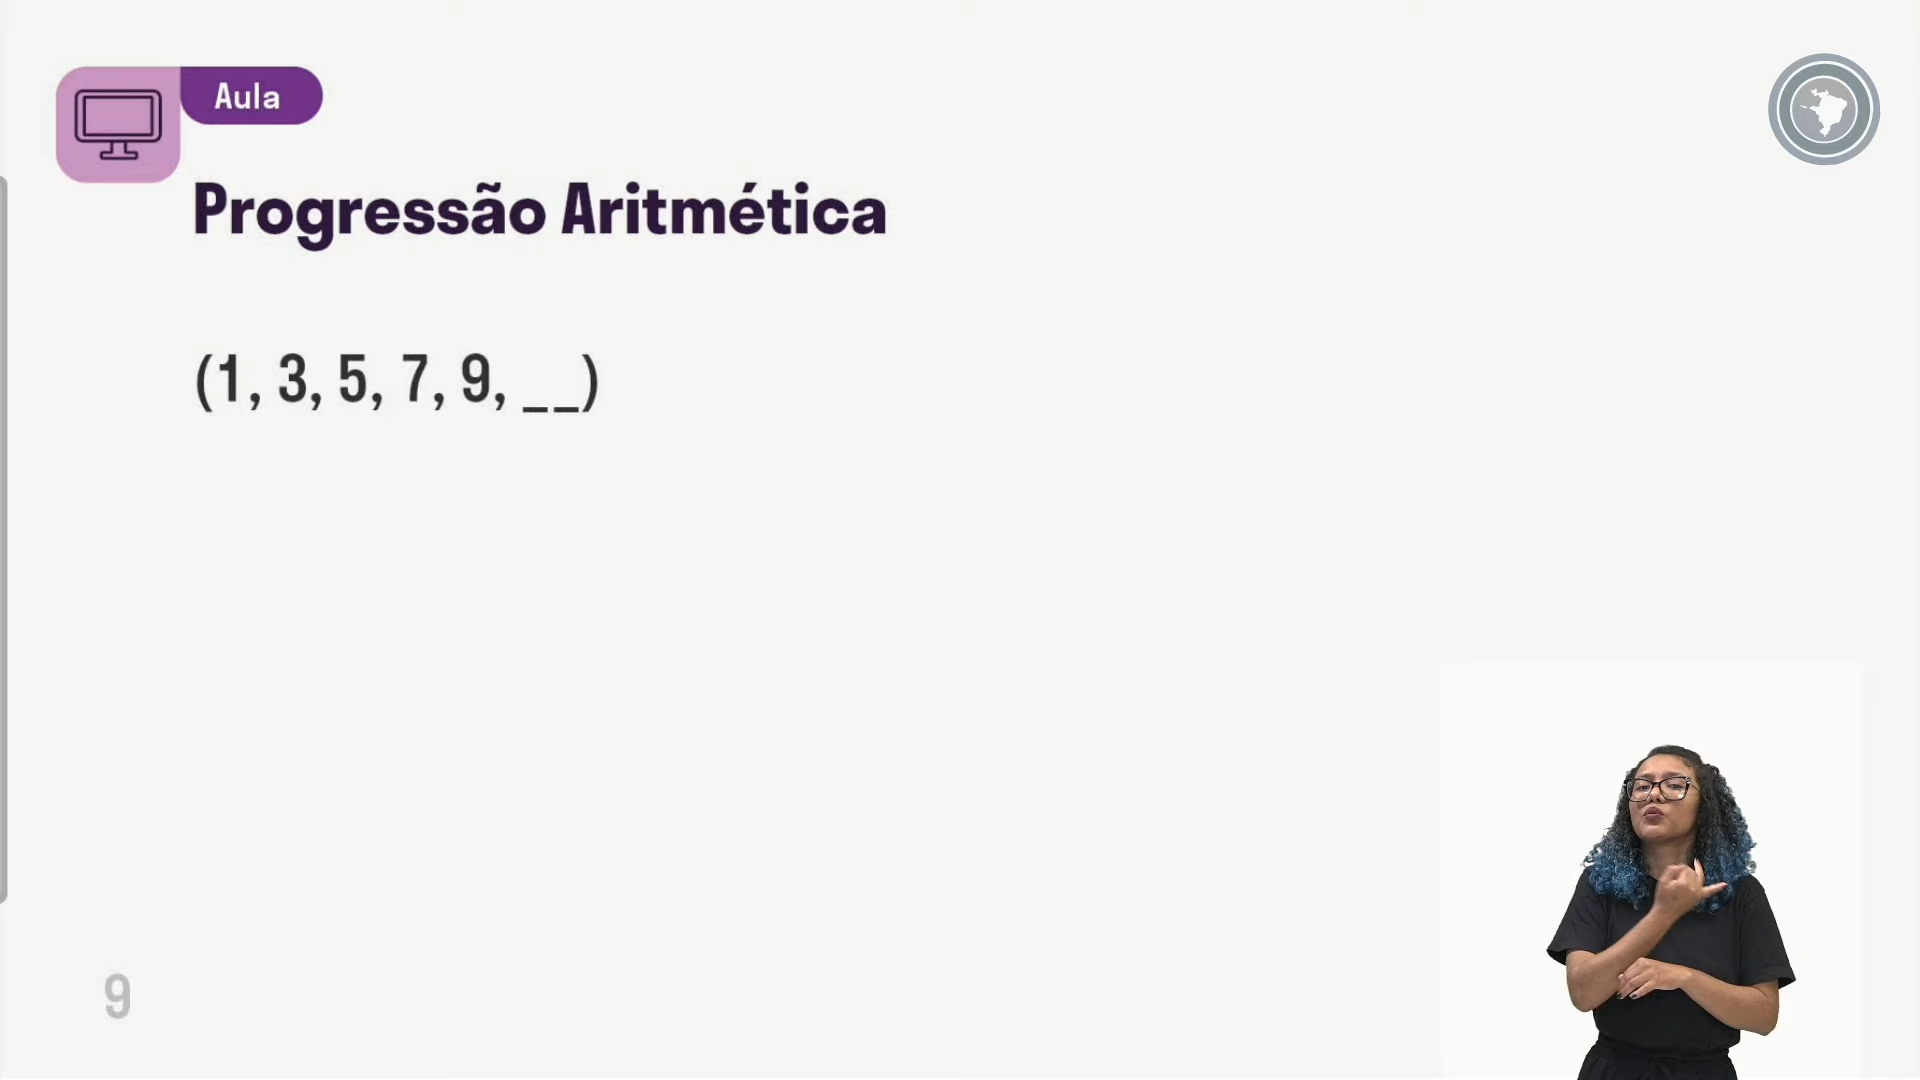 Aula
Progressão Aritmética
(1, 3, 5, 7, 9, __)
9